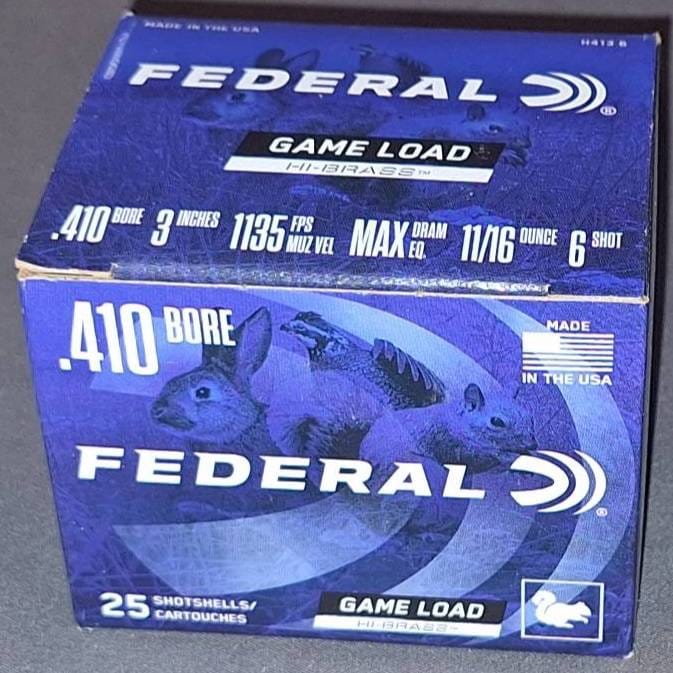 MADE IN THE USA
H413 6
FEDERAL ®
GAME LOAD
HI-BRASS™
.410 BORE 3 INCHES 1135 FPS MUZ VEL MAX DRAM EQ. 11/16 OUNCE 6 SHOT
.410 BORE
MADE
IN THE USA
FEDERAL ®
25 SHOTSHELLS/
CARTOUCHES
GAME LOAD
HI-BRASS™